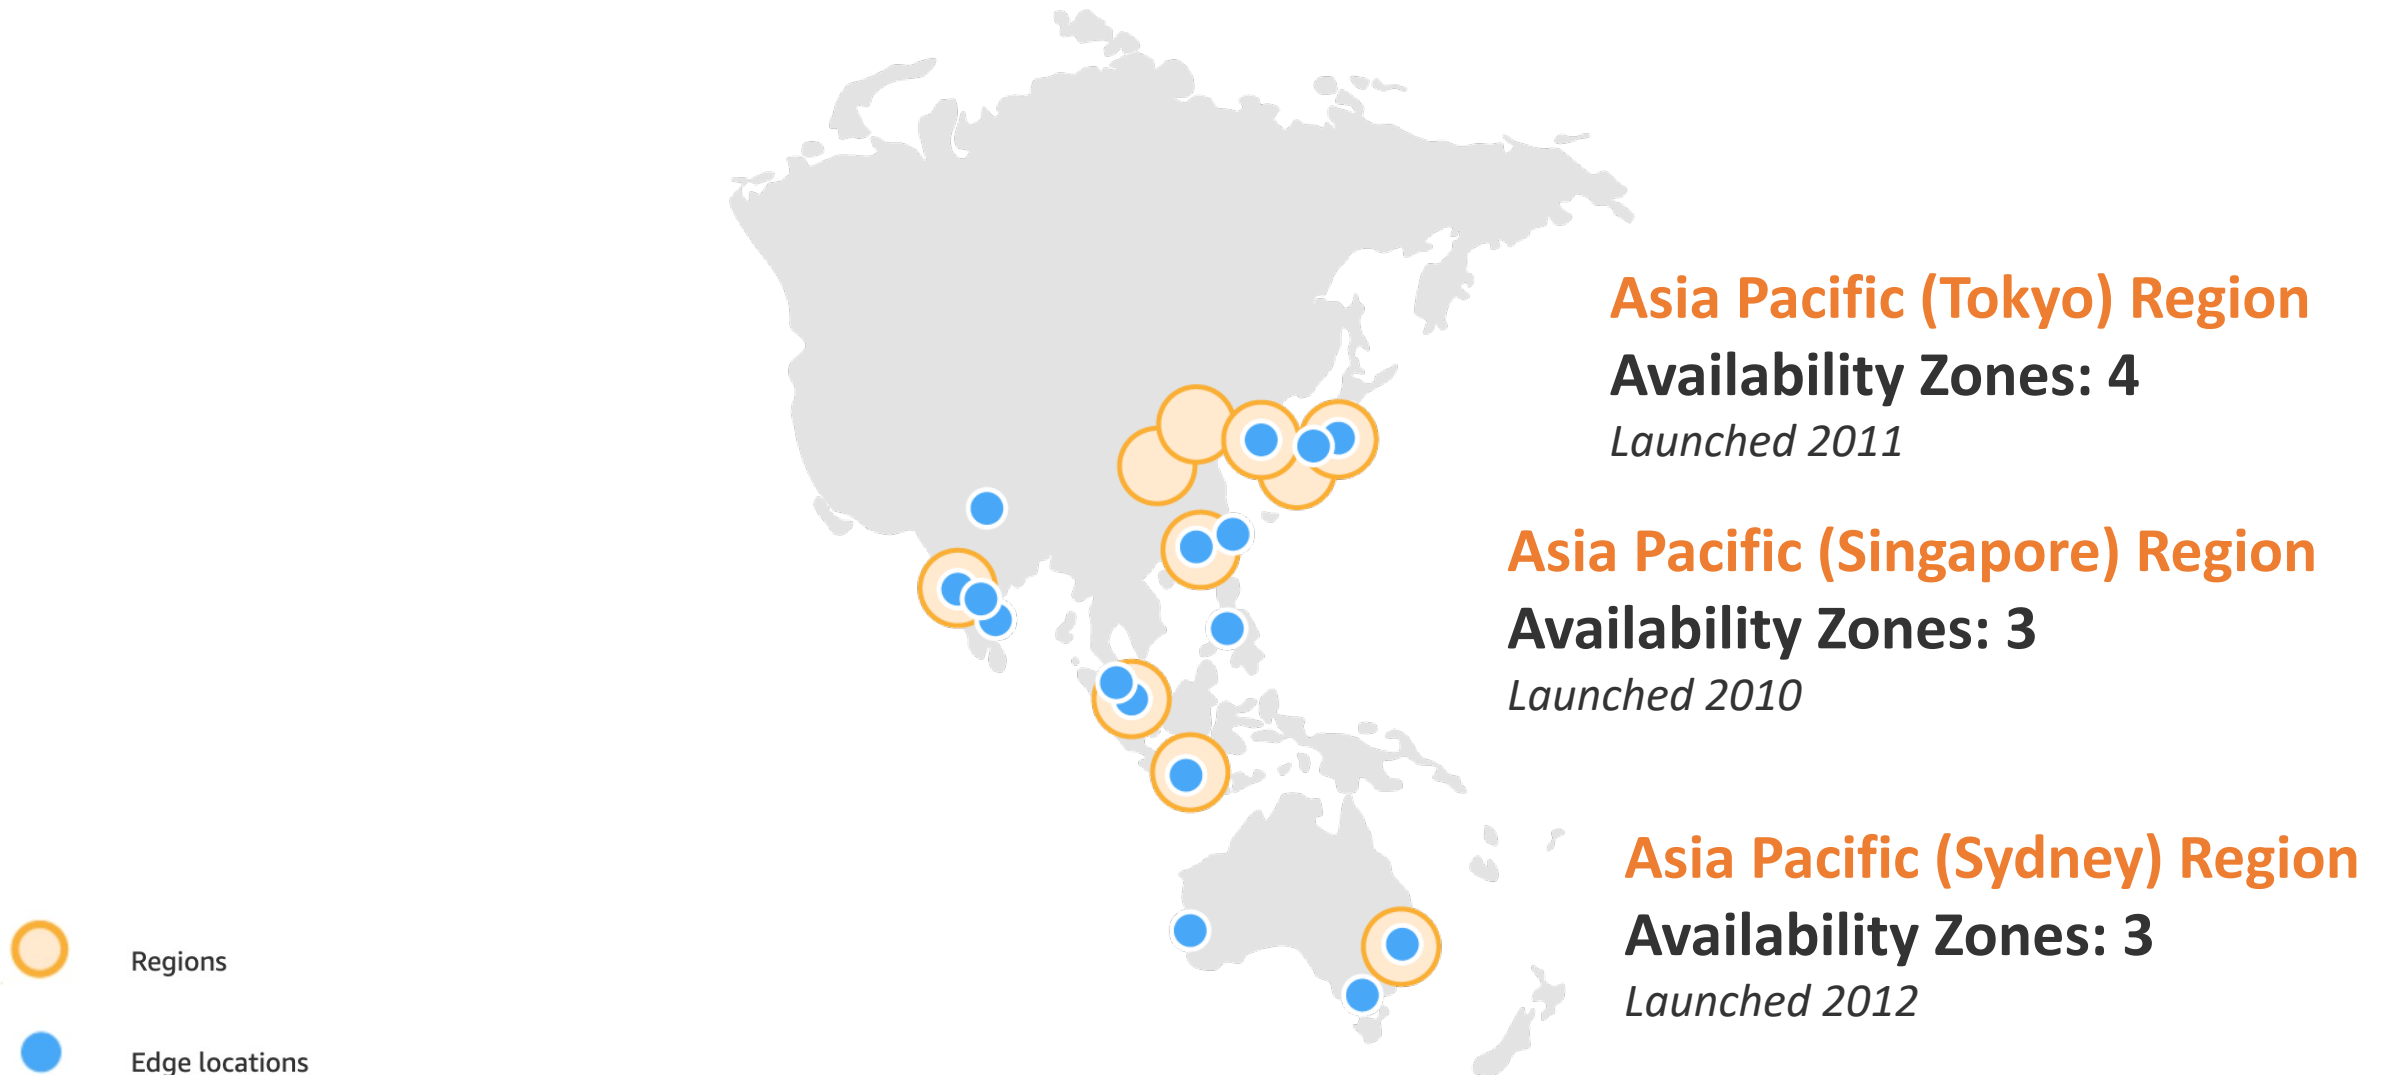 Asia Pacific (Tokyo) Region
Availability Zones: 4
Launched 2011
Asia Pacific (Singapore) Region
Availability Zones: 3
Launched 2010
Asia Pacific (Sydney) Region
Availability Zones: 3
Launched 2012
Regions
Edge locations